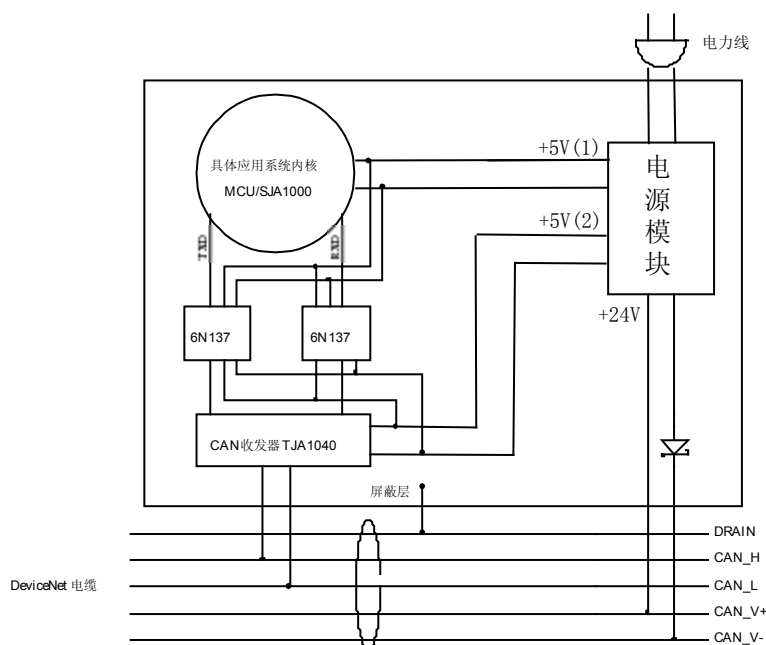 电力线
+5V(1)
具体应用系统内核
MCU/SJA1000
电源模块
+5V(2)
TXD
RXD
+24V
6N137
6N137
CAN收发器TJA1040
屏蔽层
DRAIN
CAN_H
DeviceNet 电缆
CAN_L
CAN_V+
CAN_V-